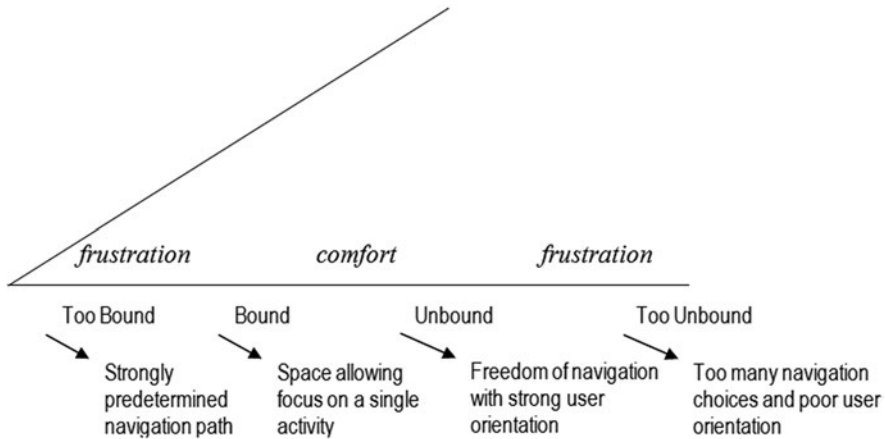 frustration comfort frustration
Too Bound Bound Unbound Too Unbound
Strongly
predetermined
navigation path
Space allowing
focus on a single
activity
Freedom of navigation
with strong user
orientation
Too many navigation
choices and poor user
orientation